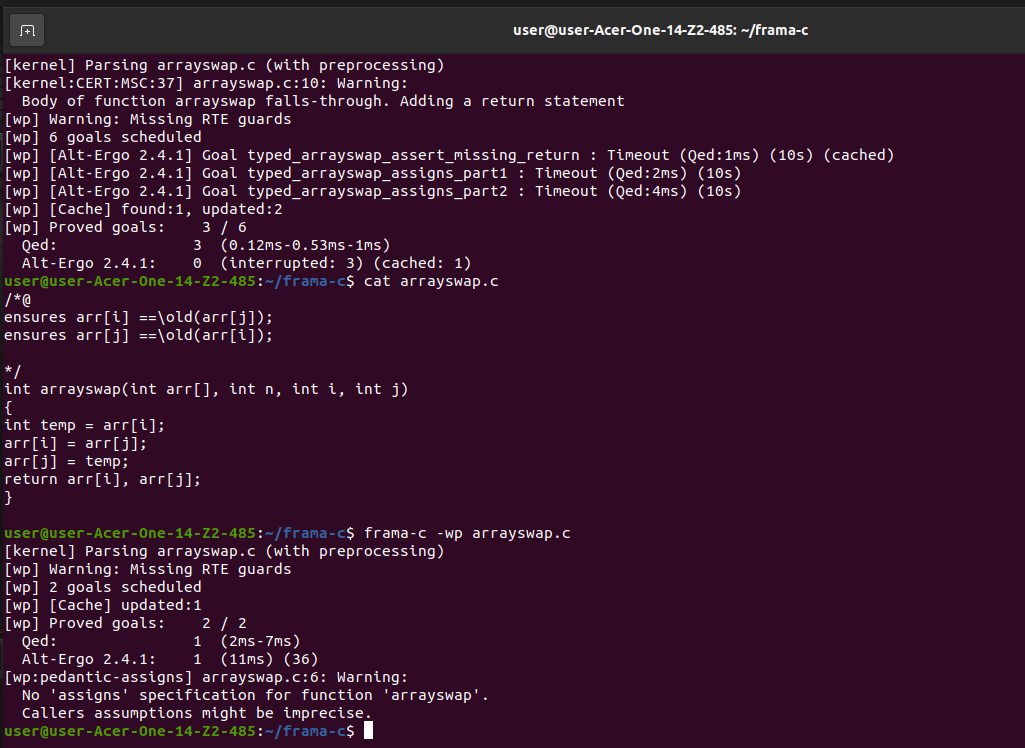 user@user-Acer-One-14-Z2-485: ~/frama-c
[kernel] Parsing arrayswap.c (with preprocessing)
[kernel:CERT:MSC:37] arrayswap.c:10: Warning:
  Body of function arrayswap falls-through. Adding a return statement
[wp] Warning: Missing RTE guards
[wp] 6 goals scheduled
[wp] [Alt-Ergo 2.4.1] Goal typed_arrayswap_assert_missing_return : Timeout (Qed:1ms) (10s) (cached)
[wp] [Alt-Ergo 2.4.1] Goal typed_arrayswap_assigns_part1 : Timeout (Qed:2ms) (10s)
[wp] [Alt-Ergo 2.4.1] Goal typed_arrayswap_assigns_part2 : Timeout (Qed:4ms) (10s)
[wp] [Cache] found:1, updated:2
[wp] Proved goals:    3 / 6
  Qed:               3  (0.12ms-0.53ms-1ms)
  Alt-Ergo 2.4.1:    0  (interrupted: 3) (cached: 1)
user@user-Acer-One-14-Z2-485:~/frama-c$ cat arrayswap.c
/*@
ensures arr[i] ==\old(arr[j]);
ensures arr[j] ==\old(arr[i]);
*/
int arrayswap(int arr[], int n, int i, int j)
{
int temp = arr[i];
arr[i] = arr[j];
arr[j] = temp;
return arr[i], arr[j];
}
user@user-Acer-One-14-Z2-485:~/frama-c$ frama-c -wp arrayswap.c
[kernel] Parsing arrayswap.c (with preprocessing)
[wp] Warning: Missing RTE guards
[wp] 2 goals scheduled
[wp] [Cache] updated:1
[wp] Proved goals:    2 / 2
  Qed:               1  (2ms-7ms)
  Alt-Ergo 2.4.1:    1  (11ms) (36)
[wp:pedantic-assigns] arrayswap.c:6: Warning:
  No 'assigns' specification for function 'arrayswap'.
  Callers assumptions might be imprecise.
user@user-Acer-One-14-Z2-485:~/frama-c$